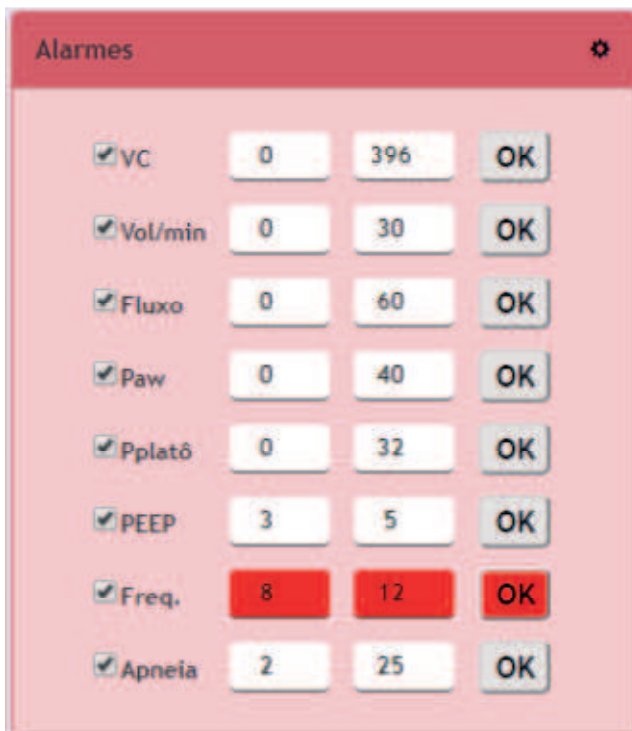 Alarmes
VC 0 396 OK
Vol/min 0 30 OK
Fluxo 0 60 OK
Paw 0 40 OK
Pplatô 0 32 OK
PEEP 3 5 OK
Freq. 8 12 OK
Apneia 2 25 OK